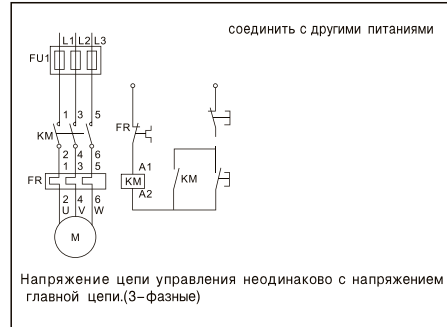 соединить с другими питаниями
L1 L2 L3
FU1
1 3 5
KM
FR
2 4 6
1 3 5
FR
A1
KM
KM
A2
2 4 6
U V W
M
Напряжение цепи управления неодинаково с напряжением
главной цепи.(3-фазные)